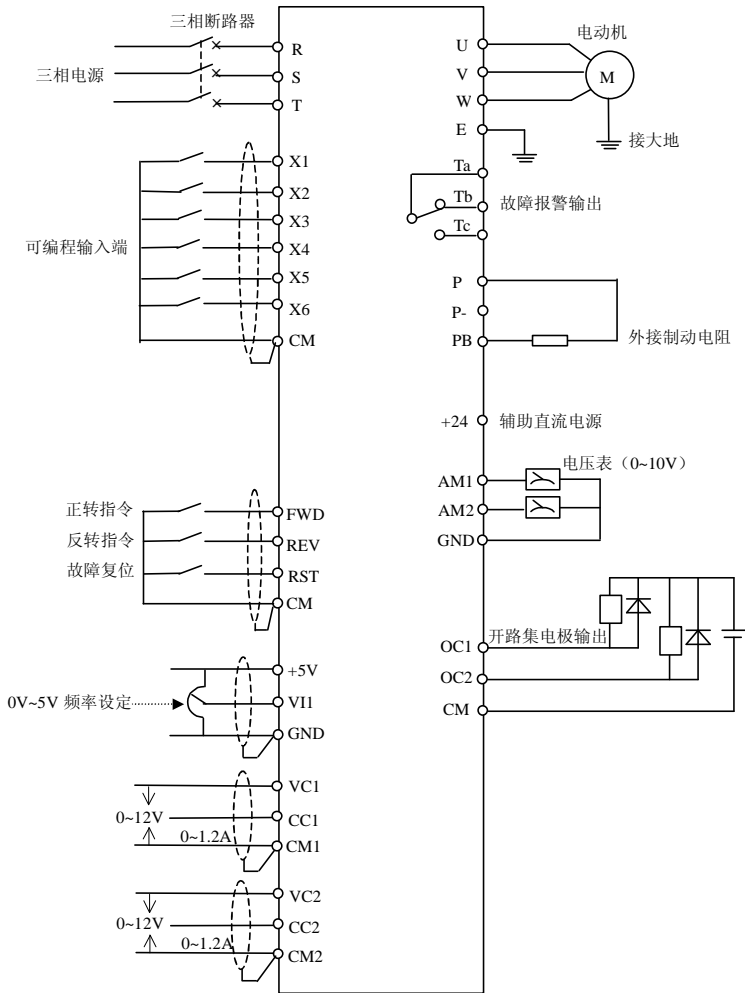 三相断路器
三相电源
R
S
T
可编程输入端
X1
X2
X3
X4
X5
X6
CM
正转指令
FWD
反转指令
REV
故障复位
RST
CM
+5V
0V~5V 频率设定
VI1
GND
VC1
0~12V
CC1
0~1.2A
CM1
VC2
0~12V
CC2
0~1.2A
CM2
电动机
U
V
M
W
E
接大地
Ta
Tb
故障报警输出
Tc
P
P-
PB
外接制动电阻
+24
辅助直流电源
电压表（0~10V）
AM1
AM2
GND
OC1
开路集电极输出
OC2
CM